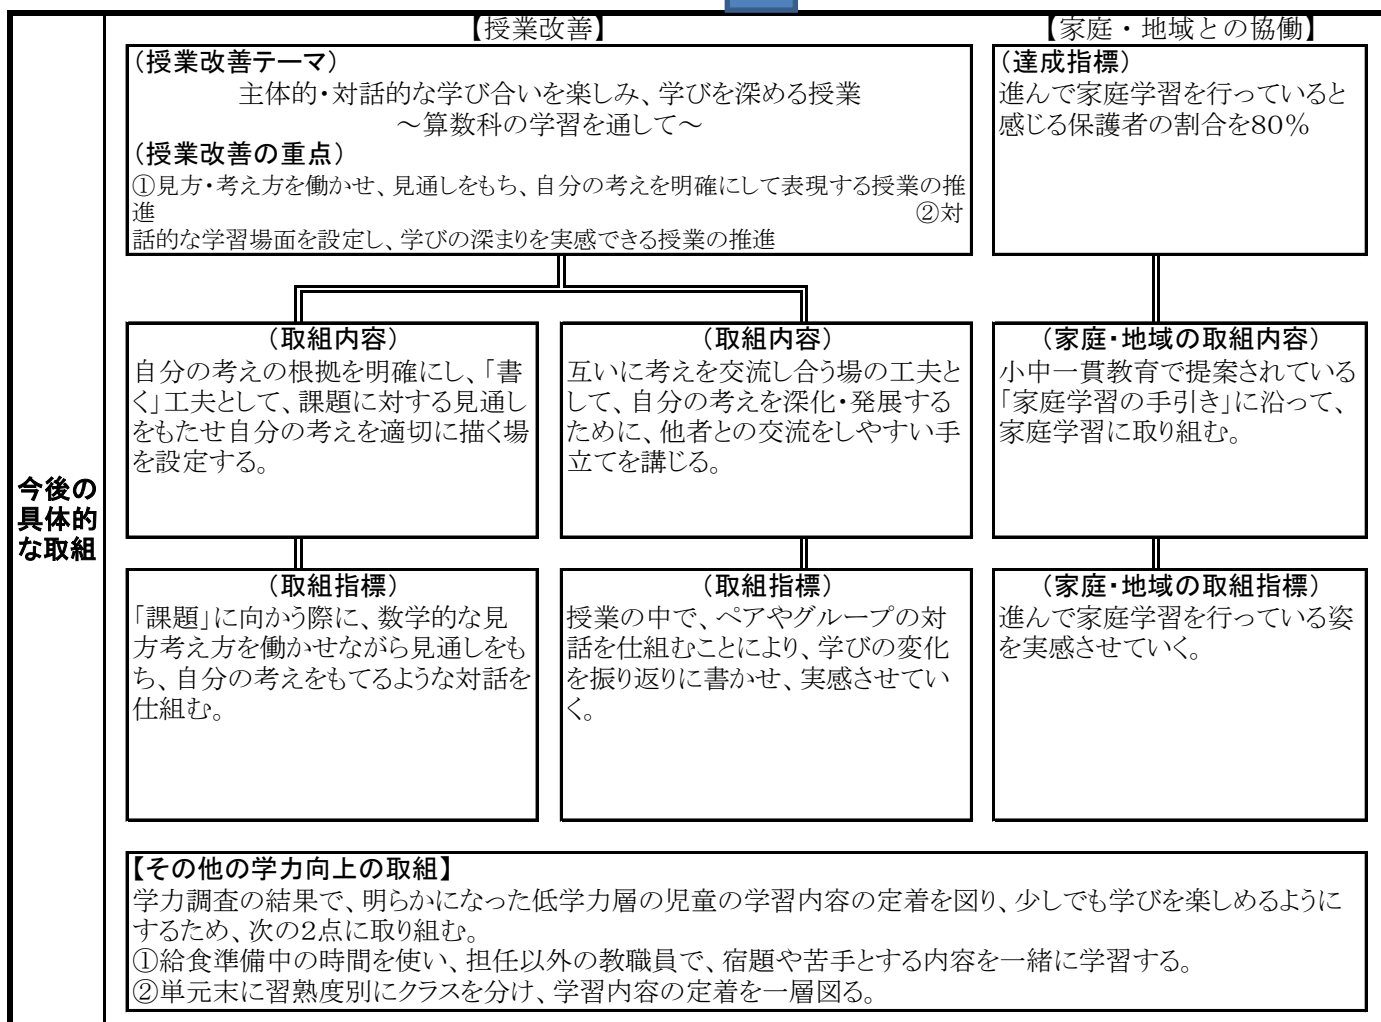 【授業改善】
(授業改善テーマ)
主体的・対話的な学び合いを楽しみ、学びを深める授業
～算数科の学習を通して～
(授業改善の重点)
①見方・考え方を働かせ、見通しをもち、自分の考えを明確にして表現する授業の推
進 ②対
話的な学習場面を設定し、学びの深まりを実感できる授業の推進
【家庭・地域との協働】
(達成指標)
進んで家庭学習を行っていると
感じる保護者の割合を80％
今後の
具体的
な取組
(取組内容)
自分の考えの根拠を明確にし、「書
く」工夫として、課題に対する見通し
をもたせ自分の考えを適切に描く場
を設定する。
(取組内容)
互いに考えを交流し合う場の工夫と
して、自分の考えを深化・発展する
ために、他者との交流をしやすい手
立てを講じる。
(家庭・地域の取組内容)
小中一貫教育で提案されている
「家庭学習の手引き」に沿って、
家庭学習に取り組む。
(取組指標)
「課題」に向かう際に、数学的な見
方考え方を働かせながら見通しをも
ち、自分の考えをもてるような対話を
仕組む。
(取組指標)
授業の中で、ペアやグループの対
話を仕組むことにより、学びの変化
を振り返りに書かせ、実感させてい
く。
(家庭・地域の取組指標)
進んで家庭学習を行っている姿
を実感させていく。
【その他の学力向上の取組】
学力調査の結果で、明らかになった低学力層の児童の学習内容の定着を図り、少しでも学びを楽しめるように
するため、次の2点に取り組む。
①給食準備中の時間を使い、担任以外の教職員で、宿題や苦手とする内容を一緒に学習する。
②単元末に習熟度別にクラスを分け、学習内容の定着を一層図る。